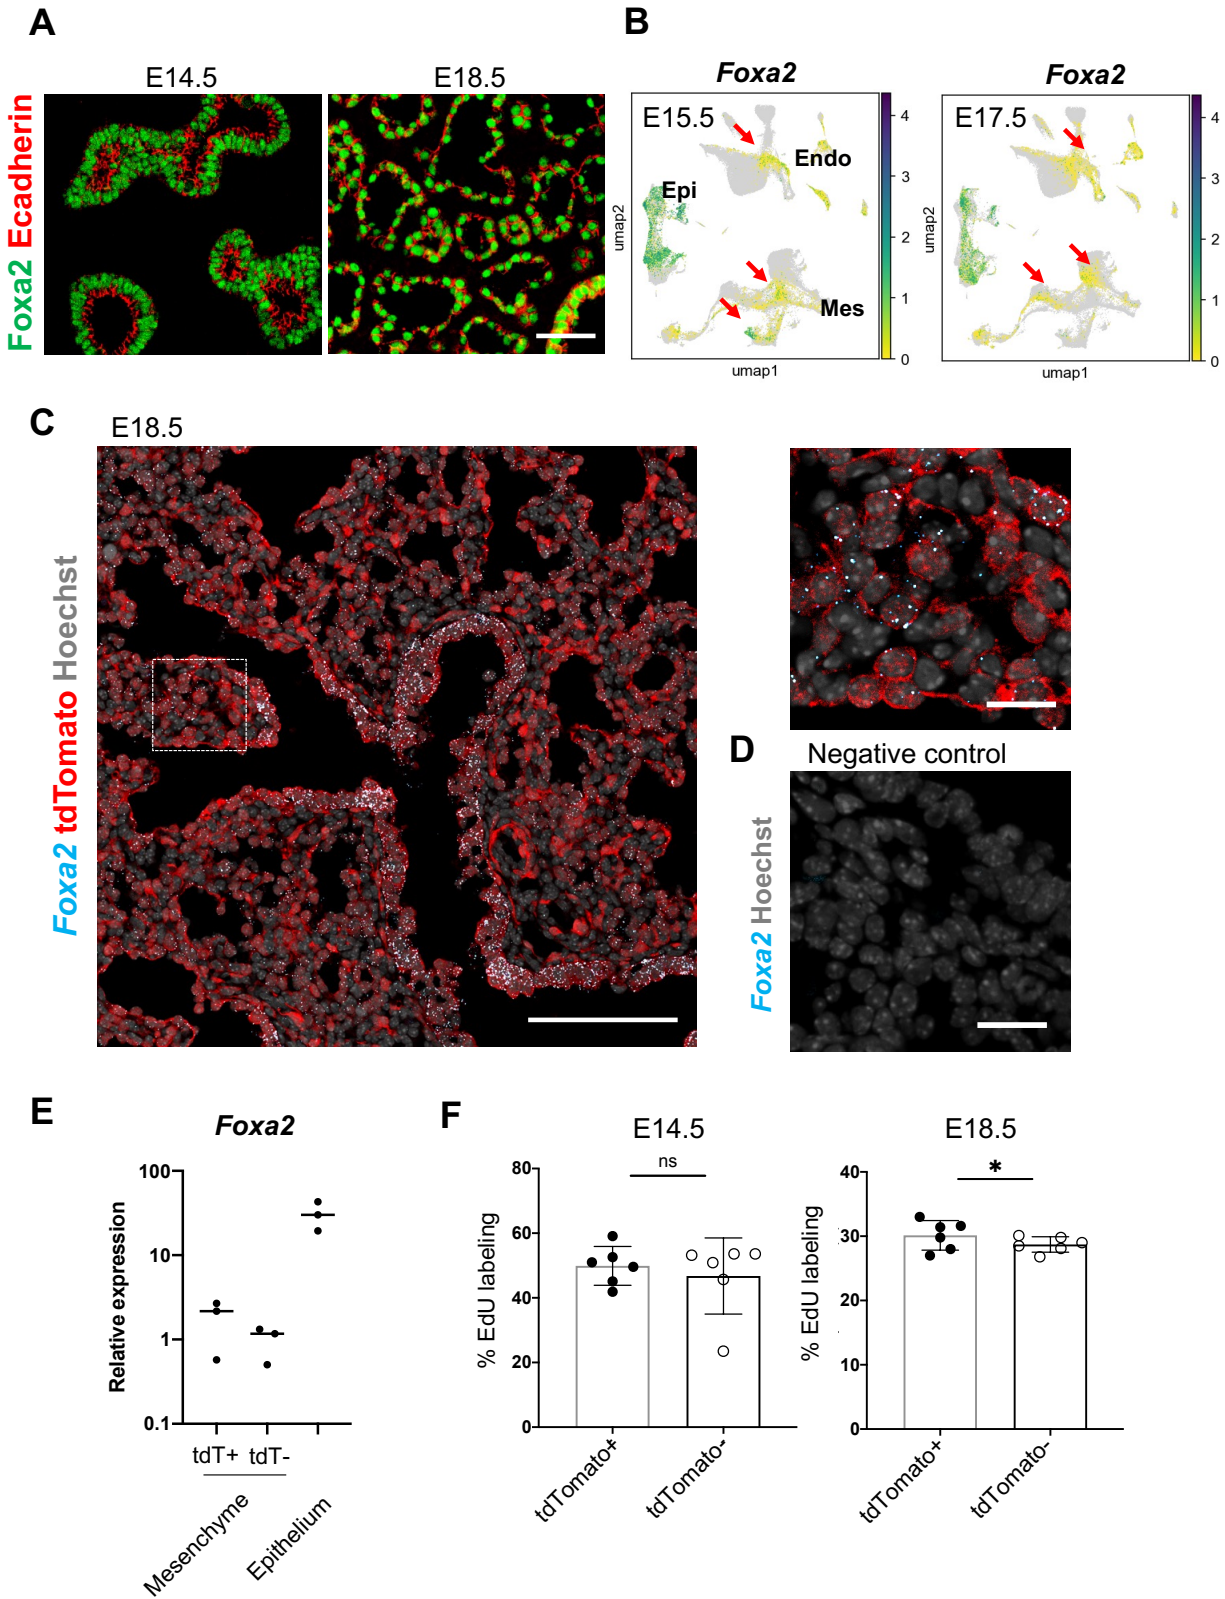 A
E14.5
E18.5
Foxa2 Ecadherin
B
Foxa2
Foxa2
E15.5
Endo
Epi
Mes
umap2
umap1
4
3
2
1
0
E17.5
umap2
umap1
4
3
2
1
0
C
E18.5
Foxa2 tdTomato Hoechst
D
Negative control
Foxa2 Hoechst
E
Foxa2
Relative expression
100
10
1
0.1
tdT+ tdT-
Mesenchyme
Epithelium
F
E14.5
ns
% EdU labeling
80
60
40
20
0
tdTomato+
tdTomato-
E18.5
*
% EdU labeling
40
30
20
10
0
tdTomato+
tdTomato-